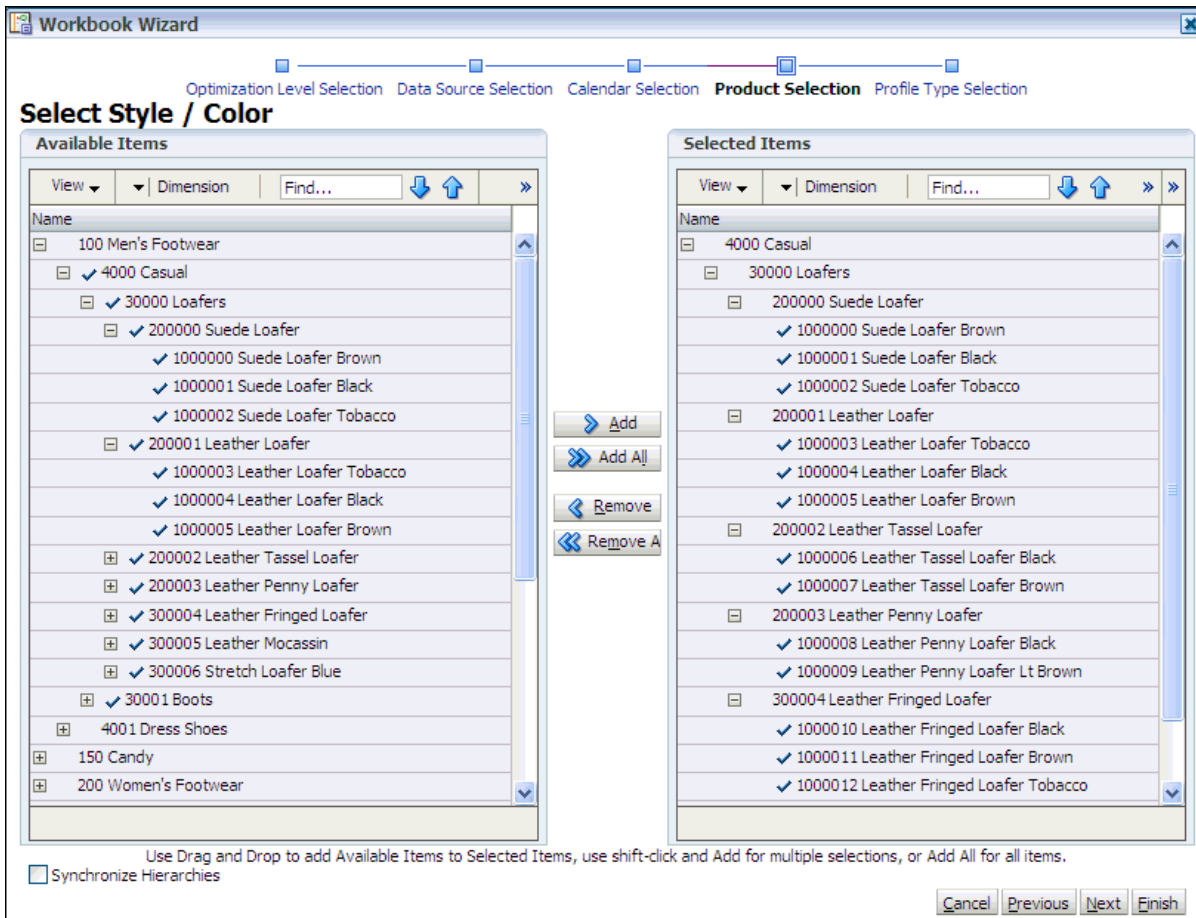 Workbook Wizard
Optimization Level Selection Data Source Selection Calendar Selection Product Selection Profile Type Selection
Select Style / Color
Available Items
View Dimension Find... »
Name
100 Men's Footwear
4000 Casual
30000 Loafers
200000 Suede Loafer
1000000 Suede Loafer Brown
1000001 Suede Loafer Black
1000002 Suede Loafer Tobacco
200001 Leather Loafer
1000003 Leather Loafer Tobacco
1000004 Leather Loafer Black
1000005 Leather Loafer Brown
200002 Leather Tassel Loafer
200003 Leather Penny Loafer
300004 Leather Fringed Loafer
300005 Leather Mocassin
300006 Stretch Loafer Blue
30001 Boots
4001 Dress Shoes
150 Candy
200 Women's Footwear
Add
Add All
Remove
Remove A
Selected Items
View Dimension Find... » »
Name
4000 Casual
30000 Loafers
200000 Suede Loafer
1000000 Suede Loafer Brown
1000001 Suede Loafer Black
1000002 Suede Loafer Tobacco
200001 Leather Loafer
1000003 Leather Loafer Tobacco
1000004 Leather Loafer Black
1000005 Leather Loafer Brown
200002 Leather Tassel Loafer
1000006 Leather Tassel Loafer Black
1000007 Leather Tassel Loafer Brown
200003 Leather Penny Loafer
1000008 Leather Penny Loafer Black
1000009 Leather Penny Loafer Lt Brown
300004 Leather Fringed Loafer
1000010 Leather Fringed Loafer Black
1000011 Leather Fringed Loafer Brown
1000012 Leather Fringed Loafer Tobacco
Use Drag and Drop to add Available Items to Selected Items, use shift-click and Add for multiple selections, or Add All for all items.
Synchronize Hierarchies
Cancel Previous Next Finish